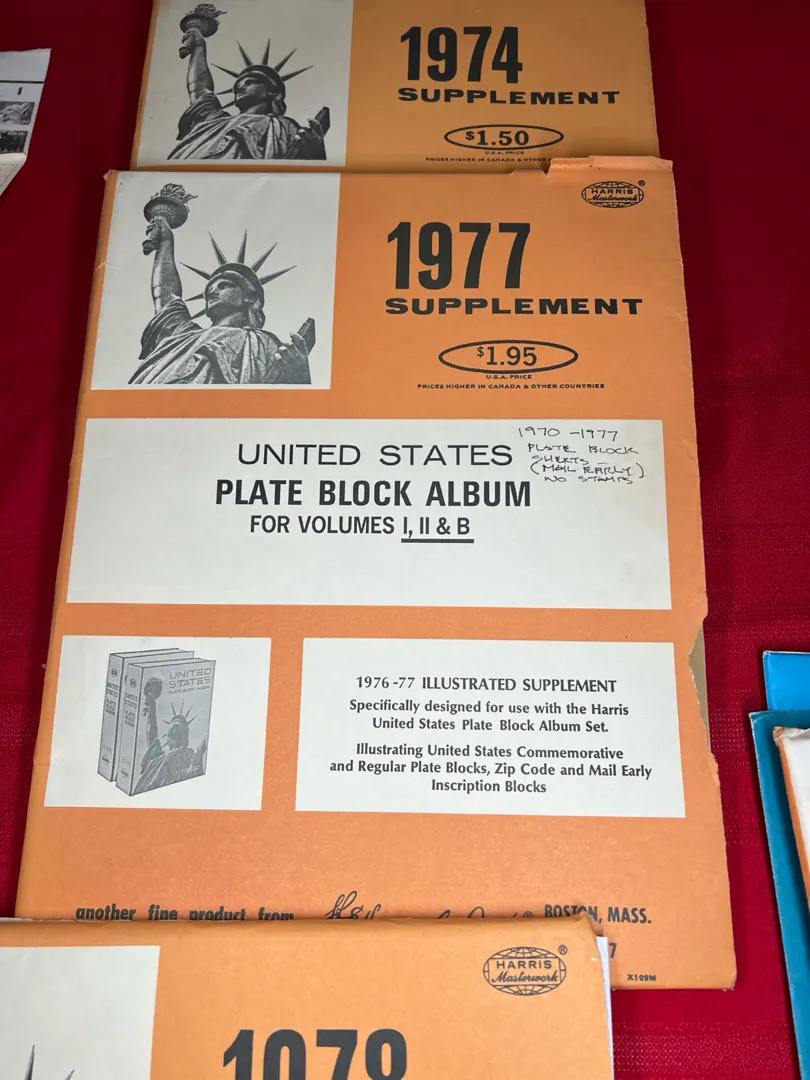 1974
SUPPLEMENT
$1.50
U.S.A. PRICE
PRICES HIGHER IN CANADA & OTHER
HARRIS
Masterwork
®
1977
SUPPLEMENT
$1.95
U.S.A. PRICE
PRICES HIGHER IN CANADA & OTHER COUNTRIES
UNITED STATES
PLATE BLOCK ALBUM
FOR VOLUMES I, II & B
1970 - 1977
PLATE BLOCK
SHEETS -
(MAIL EARLY)
NO STAMPS
UNITED
STATES
PLATE BLOCK ALBUM
1976-77 ILLUSTRATED SUPPLEMENT
Specifically designed for use with the Harris
United States Plate Block Album Set.
Illustrating United States Commemorative
and Regular Plate Blocks, Zip Code and Mail Early
Inscription Blocks
another fine product from
® BOSTON, MASS.
7
X109M
HARRIS
Masterwork
®
1978